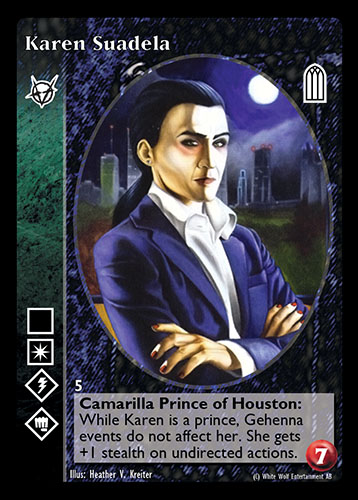 Karen Suadela
5
Camarilla Prince of Houston:
While Karen is a prince, Gehenna
events do not affect her. She gets
+1 stealth on undirected actions.
7
Illus: Heather V. Kreiter
(C) White Wolf Entertainment AB